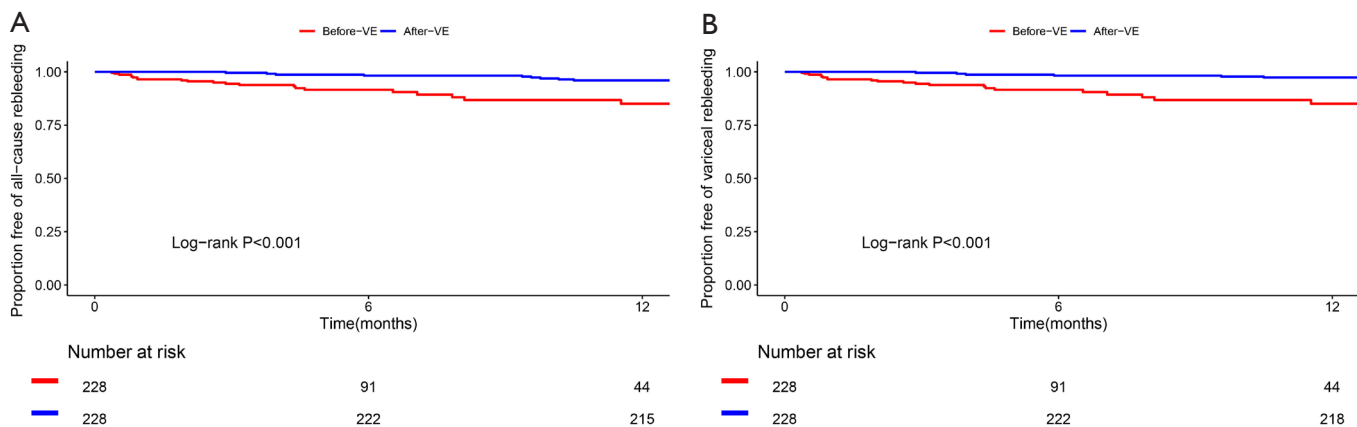 A
Before-VE After-VE
Proportion free of all-cause rebleeding
1.00
0.75
0.50
0.25
0.00
Log-rank P<0.001
0 6 12
Time(months)
Number at risk
228 91 44
228 222 215
B
Before-VE After-VE
Proportion free of variceal rebleeding
1.00
0.75
0.50
0.25
0.00
Log-rank P<0.001
0 6 12
Time(months)
Number at risk
228 91 44
228 222 218